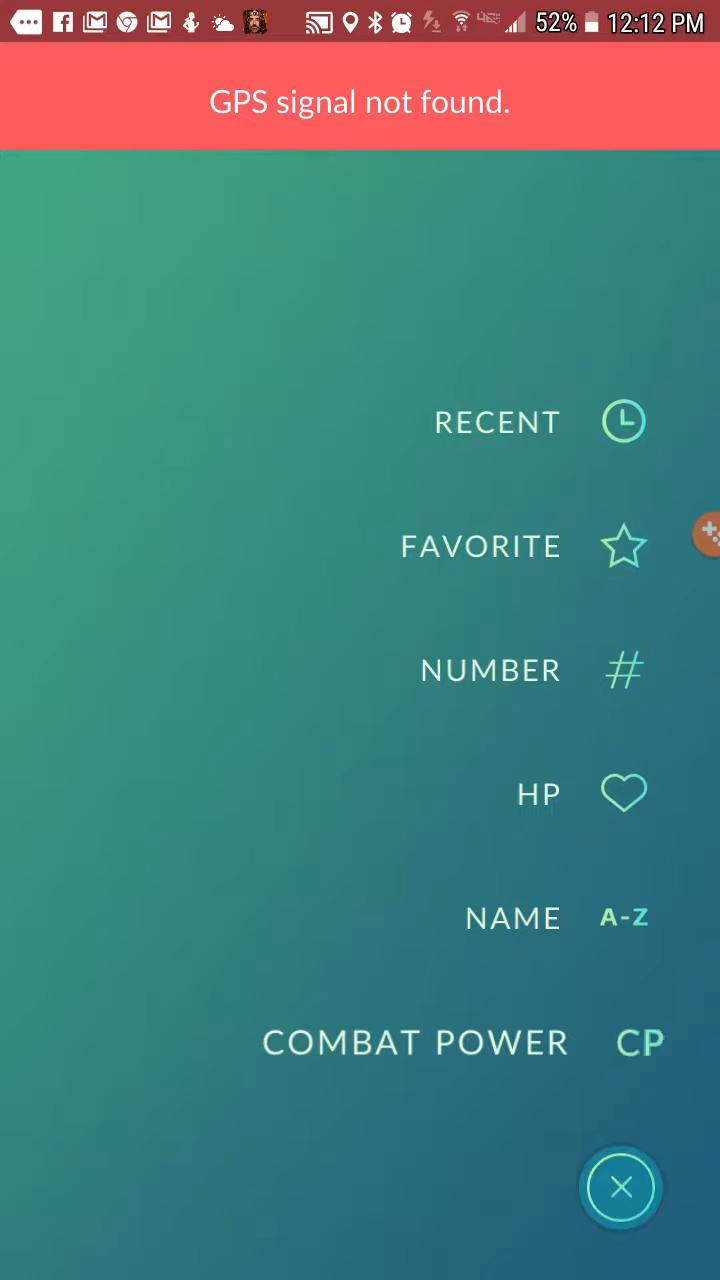 52% 12:12 PM
GPS signal not found.
RECENT
FAVORITE
NUMBER
HP
NAME A-Z
COMBAT POWER CP